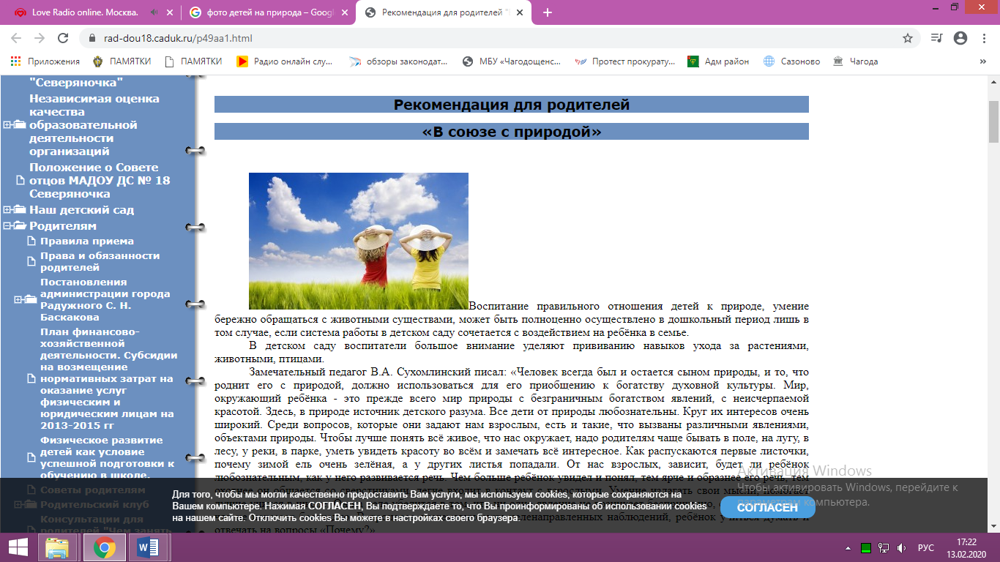 Love Radio online. Москва.
фото детей на природа – Googl
Рекомендация для родителей "
rad-dou18.caduk.ru/p49aa1.html
Приложения
ПАМЯТКИ
ПАМЯТКИ
Радио онлайн слу...
обзоры законодат...
МБУ «Чагодощенс...
Протест прокурату...
Адм район
Сазоново
Чагода
"Северяночка"
Независимая оценка
качества
образовательной
деятельности
организаций
Положение о Совете
отцов МАДОУ ДС № 18
Северяночка
Наш детский сад
Родителям
Правила приема
Права и обязанности
родителей
Постановления
администрации города
Радужного С. Н.
Баскакова
План финансово-
хозяйственной
деятельности. Субсидии
на возмещение
нормативных затрат на
оказание услуг
физическим и
юридическим лицам на
2013-2015 гг
Физическое развитие
детей как условие
успешной подготовки к
обучению в школе.
Советы родителям
Родительский клуб
Консультации для
родителей "Чем занять
Рекомендация для родителей
«В союзе с природой»
Воспитание правильного отношения детей к природе, умение
бережно обращаться с животными существами, может быть полноценно осуществлено в дошкольный период лишь в
том случае, если система работы в детском саду сочетается с воздействием на ребёнка в семье.
В детском саду воспитатели большое внимание уделяют прививанию навыков ухода за растениями,
животными, птицами.
Замечательный педагог В.А. Сухомлинский писал: «Человек всегда был и остается сыном природы, и то, что
роднит его с природой, должно использоваться для его приобщению к богатству духовной культуры. Мир,
окружающий ребёнка - это прежде всего мир природы с безграничным богатством явлений, с неисчерпаемой
красотой. Здесь, в природе источник детского разума. Все дети от природы любознательны. Круг их интересов очень
широкий. Среди вопросов, которые они задают нам взрослым, есть и такие, что вызваны различными явлениями,
объектами природы. Чтобы лучше понять всё живое, что нас окружает, надо родителям чаще бывать в поле, на лугу, в
лесу, у реки, в парке, уметь увидеть красоту во всём и замечать всё интересное. Как распускаются первые листочки,
почему зимой ель очень зелёная, а у других листья попадали. От нас взрослых, зависит, будет ли ребёнок
любознательным, как у него развивается речь. Чем больше ребёнок увидел и понял, тем ярче и образнее его речь, тем
отвечать на вопросы «Почему?»
Для того, чтобы мы могли качественно предоставить Вам услуги, мы используем cookies, которые сохраняются на
Вашем компьютере. Нажимая СОГЛАСЕН, Вы подтверждаете то, что Вы проинформированы об использовании cookies
на нашем сайте. Отключить cookies Вы можете в настройках своего браузера.
СОГЛАСЕН
Активация Windows
Чтобы активировать Windows, перейдите к
параметрам компьютера.
РУС
17:22
13.02.2020